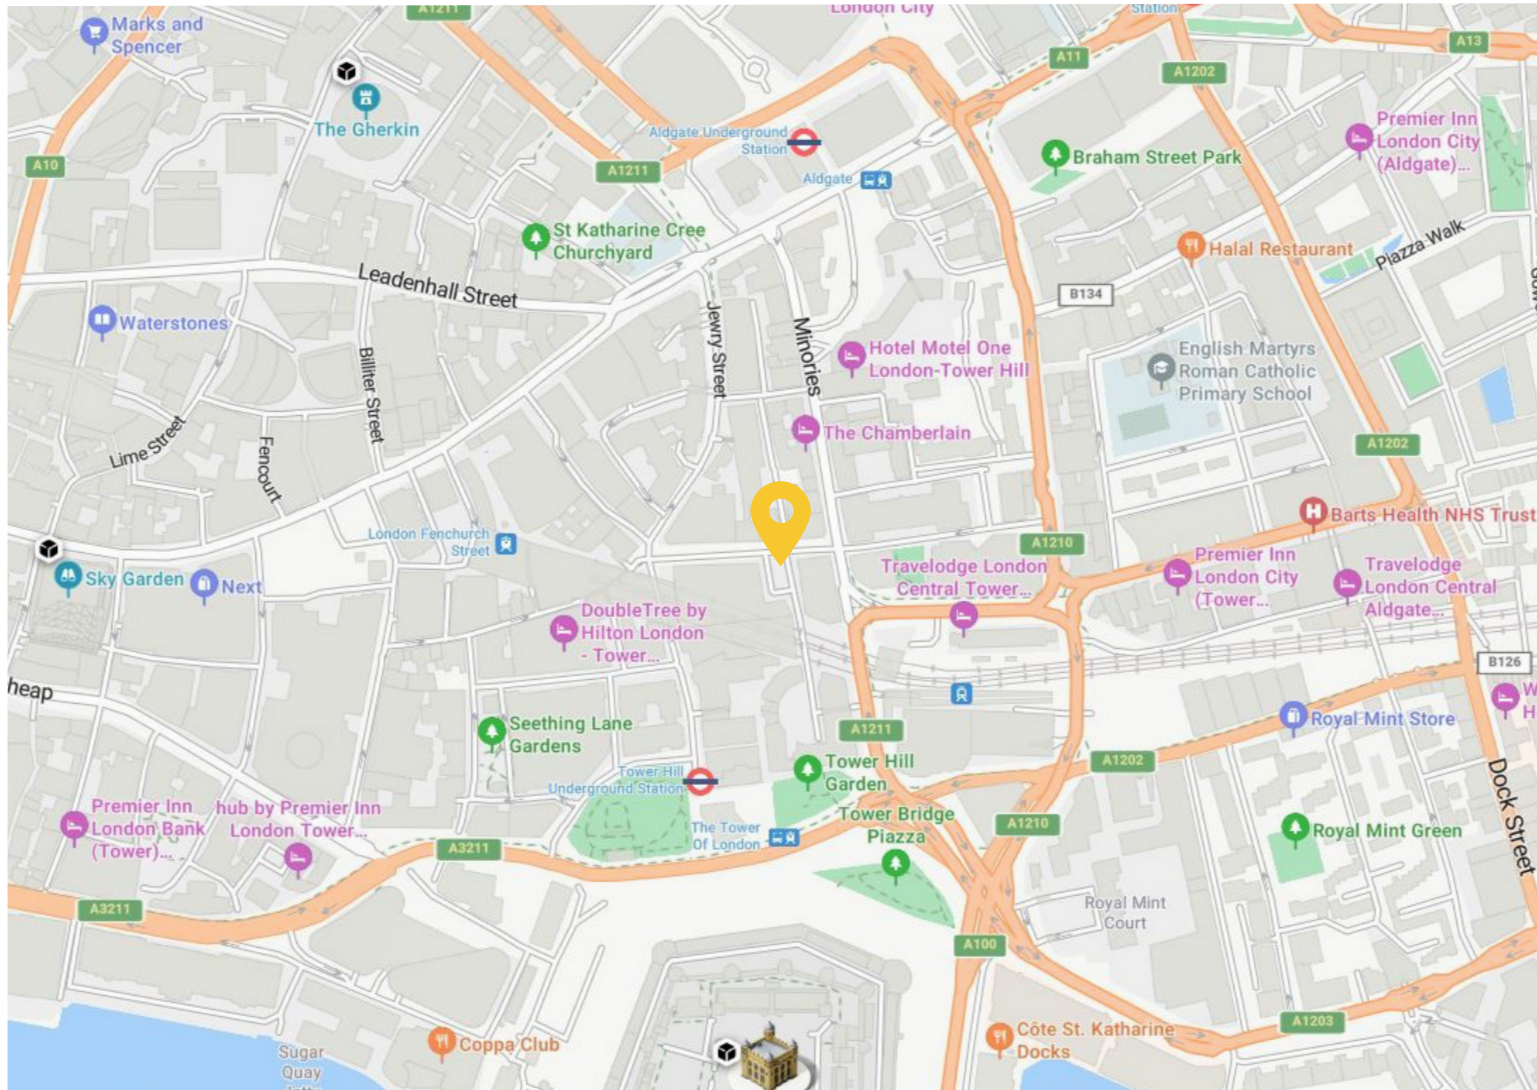 A1211
London City
Station
Marks and
Spencer
A11
A13
A1202
The Gherkin
Aldgate Underground
Station
Premier Inn
London City
(Aldgate)...
A10
A1211
Braham Street Park
Aldgate
St Katharine Cree
Churchyard
Halal Restaurant
Piazza Walk
Leadenhall Street
B134
Waterstones
Jewry Street
Minories
Hotel Motel One
London-Tower Hill
English Martyrs
Roman Catholic
Primary School
Billiter Street
Lime Street
Fencourt
The Chamberlain
A1202
London Fenchurch
Street
Barts Health NHS Trust
A1210
Sky Garden
Next
Travelodge London
Central Tower...
Premier Inn
London City
(Tower...
Travelodge
London Central
Aldgate...
DoubleTree by
Hilton London
- Tower...
B126
heap
W
H
Seething Lane
Gardens
A1211
Royal Mint Store
Tower Hill
Underground Station
Tower Hill
Garden
A1202
Dock Street
Premier Inn
London Bank
(Tower)...
hub by Premier Inn
London Tower...
The Tower
Of London
Tower Bridge
Piazza
A1210
Royal Mint Green
A3211
A3211
Royal Mint
Court
A100
Coppa Club
Côte St. Katharine
Docks
A1203
Sugar
Quay